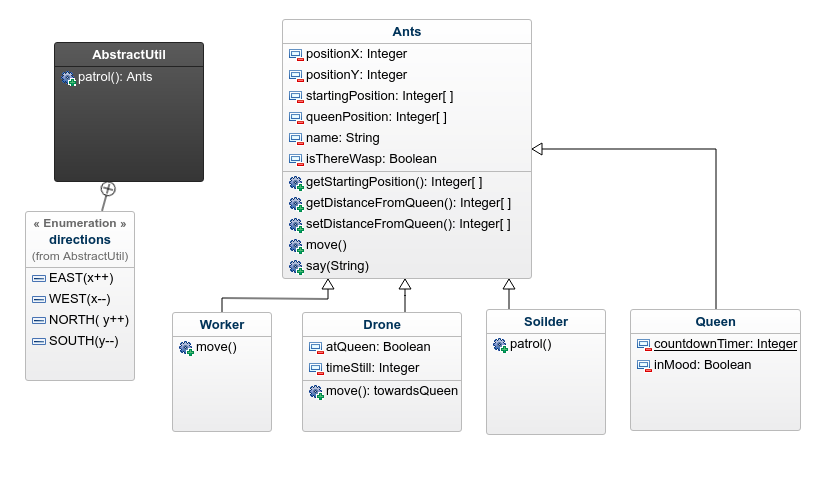 AbstractUtil
patrol(): Ants
« Enumeration »
directions
(from AbstractUtil)
EAST(x++)
WEST(x--)
NORTH( y++)
SOUTH(y--)
Ants
positionX: Integer
positionY: Integer
startingPosition: Integer[ ]
queenPosition: Integer[ ]
name: String
isThereWasp: Boolean
getStartingPosition(): Integer[ ]
getDistanceFromQueen(): Integer[ ]
setDistanceFromQueen(): Integer[ ]
move()
say(String)
Worker
move()
Drone
atQueen: Boolean
timeStill: Integer
move(): towardsQueen
Soilder
patrol()
Queen
countdownTimer: Integer
inMood: Boolean